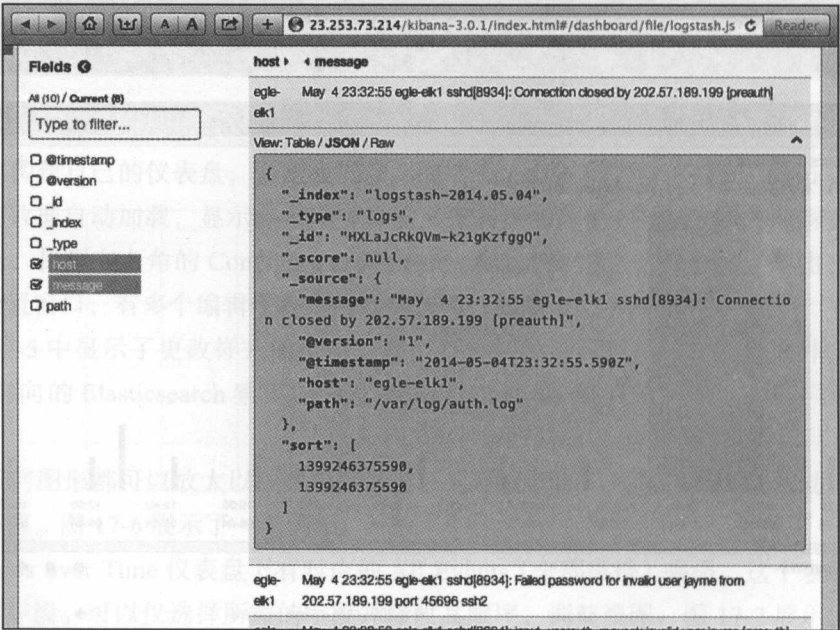 A A + 23.253.73.214/kibana-3.0.1/index.html#/dashboard/file/logstash.js C Reader
Fields
All (10) / Current (8)
Type to filter...
@timestamp
@version
_id
_index
_type
host
message
path
host message
egle-elk1 May 4 23:32:55 egle-elk1 sshd[8934]: Connection closed by 202.57.189.199 [preauth]
View: Table / JSON / Raw
{
"_index": "logstash-2014.05.04",
"_type": "logs",
"_id": "HXLaJcRkQVm-k21gKzfggQ",
"_score": null,
"_source": {
"message": "May  4 23:32:55 egle-elk1 sshd[8934]: Connectio
n closed by 202.57.189.199 [preauth]",
"@version": "1",
"@timestamp": "2014-05-04T23:32:55.590Z",
"host": "egle-elk1",
"path": "/var/log/auth.log"
},
"sort": [
1399246375590,
1399246375590
]
}
egle- May 4 23:32:55 egle-elk1 sshd[8934]: Failed password for invalid user jayme from
elk1 202.57.189.199 port 45696 ssh2